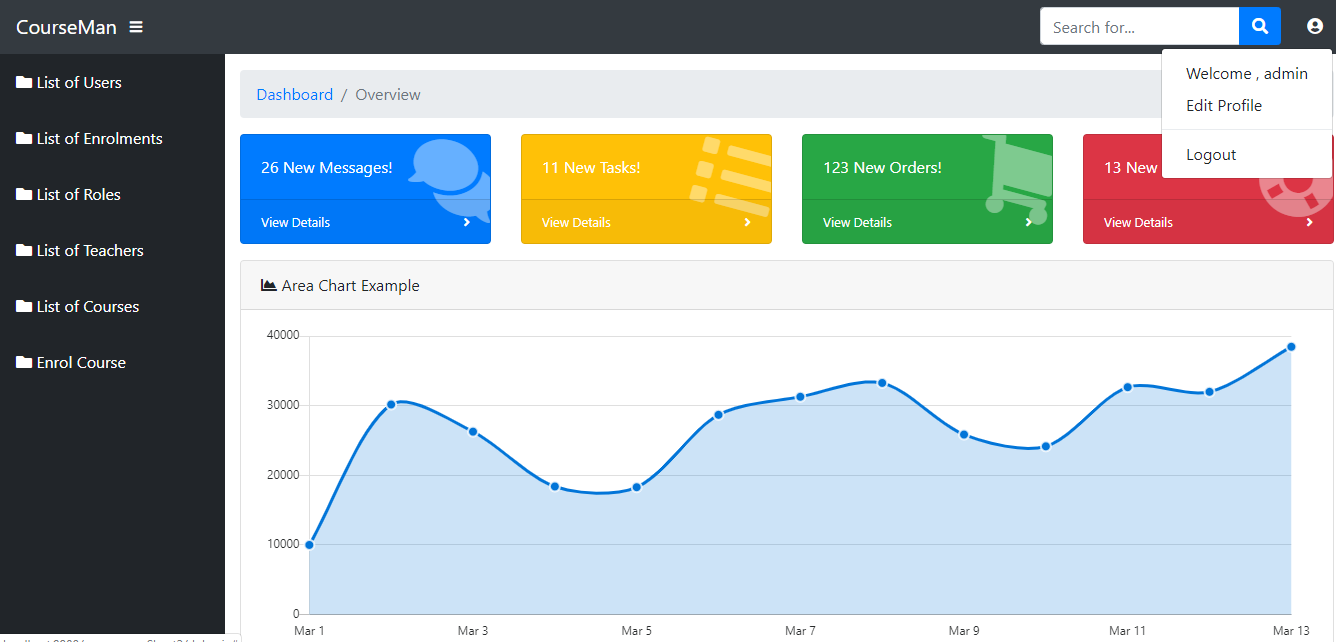 CourseMan
Search for...
Welcome , admin
Edit Profile
Logout
List of Users
List of Enrolments
List of Roles
List of Teachers
List of Courses
Enrol Course
Dashboard / Overview
26 New Messages!
View Details
11 New Tasks!
View Details
123 New Orders!
View Details
13 New
View Details
Area Chart Example
40000
30000
20000
10000
0
Mar 1 Mar 3 Mar 5 Mar 7 Mar 9 Mar 11 Mar 13